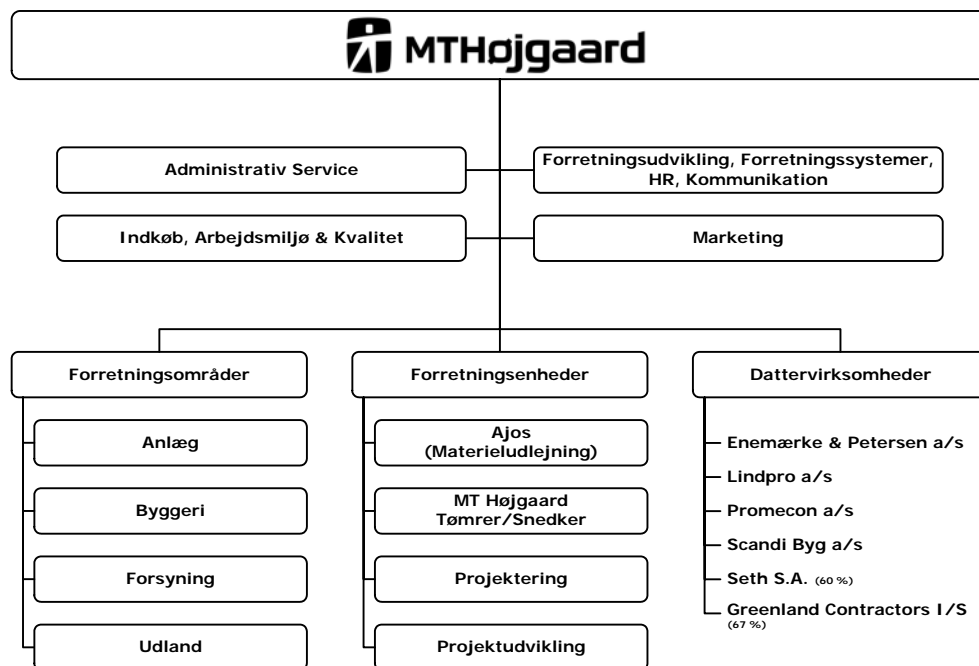 MTHøjgaard
Administrativ Service
Forretningsudvikling, Forretningssystemer,
HR, Kommunikation
Indkøb, Arbejdsmiljø & Kvalitet
Marketing
Forretningsområder
Anlæg
Byggeri
Forsyning
Udland
Forretningsenheder
Ajos
(Materieludlejning)
MT Højgaard
Tømrer/Snedker
Projektering
Projektudvikling
Dattervirksomheder
Enemærke & Petersen a/s
Lindpro a/s
Promecon a/s
Scandi Byg a/s
Seth S.A. (60 %)
Greenland Contractors I/S
(67 %)